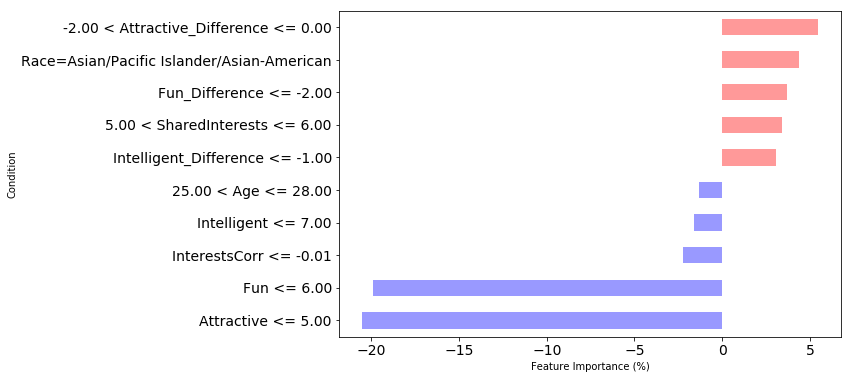 -2.00 < Attractive_Difference <= 0.00
Race=Asian/Pacific Islander/Asian-American
Fun_Difference <= -2.00
5.00 < SharedInterests <= 6.00
Intelligent_Difference <= -1.00
25.00 < Age <= 28.00
Intelligent <= 7.00
InterestsCorr <= -0.01
Fun <= 6.00
Attractive <= 5.00
Condition
−20 −15 −10 −5 0 5
Feature Importance (%)